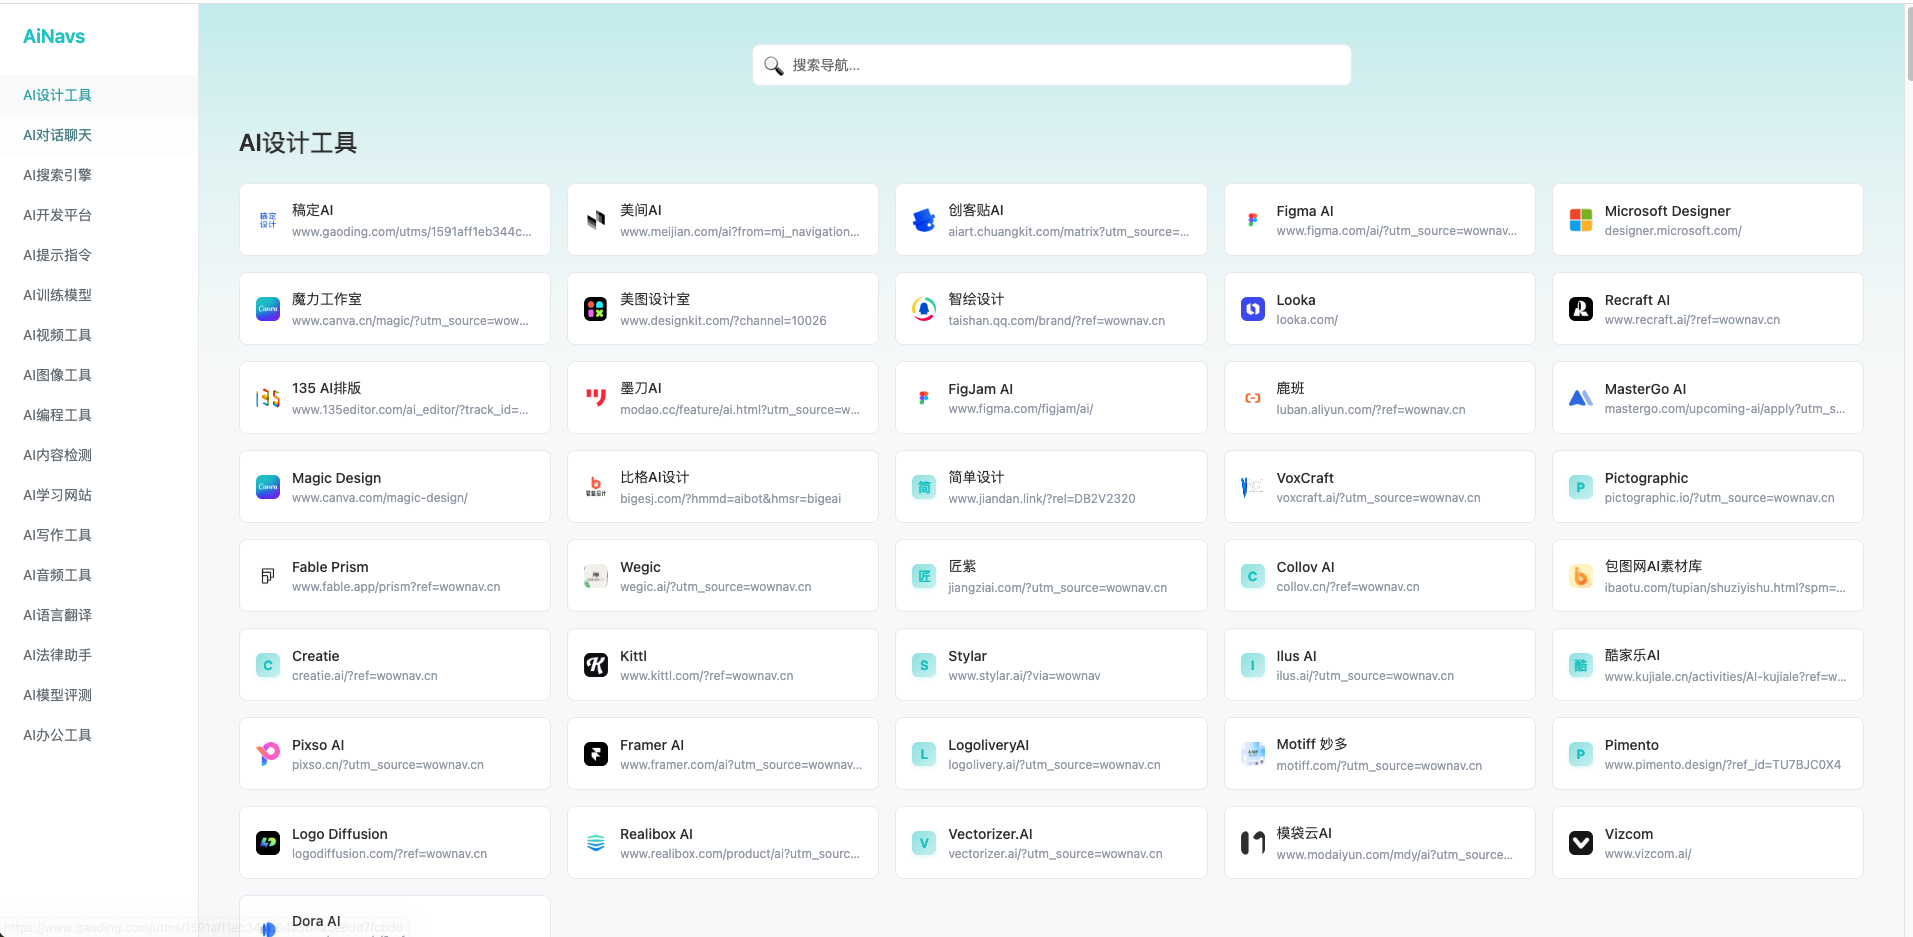 AiNavs
AI设计工具
AI对话聊天
AI搜索引擎
AI开发平台
AI提示指令
AI训练模型
AI视频工具
AI图像工具
AI编程工具
AI内容检测
AI学习网站
AI写作工具
AI音频工具
AI语言翻译
AI法律助手
AI模型评测
AI办公工具
搜索导航...
AI设计工具
稿定AI
www.gaoding.com/utms/1591aff1eb344c...
美间AI
www.meijian.com/ai?from=mj_navigation...
创客贴AI
aiart.chuangkit.com/matrix?utm_source=...
Figma AI
www.figma.com/ai/?utm_source=wownav...
Microsoft Designer
designer.microsoft.com/
魔力工作室
www.canva.cn/magic/?utm_source=wow...
美图设计室
www.designkit.com/?channel=10026
智绘设计
taishan.qq.com/brand/?ref=wownav.cn
Looka
looka.com/
Recraft AI
www.recraft.ai/?ref=wownav.cn
135 AI排版
www.135editor.com/ai_editor/?track_id=...
墨刀AI
modao.cc/feature/ai.html?utm_source=w...
FigJam AI
www.figma.com/figjam/ai/
鹿班
luban.aliyun.com/?ref=wownav.cn
MasterGo AI
mastergo.com/upcoming-ai/apply?utm_s...
Magic Design
www.canva.com/magic-design/
比格AI设计
bigesj.com/?hmmd=aibot&hmsr=bigeai
简
简单设计
www.jiandan.link/?rel=DB2V2320
VoxCraft
voxcraft.ai/?utm_source=wownav.cn
P
Pictographic
pictographic.io/?utm_source=wownav.cn
Fable Prism
www.fable.app/prism?ref=wownav.cn
Wegic
wegic.ai/?utm_source=wownav.cn
匠
匠紫
jiangziai.com/?utm_source=wownav.cn
C
Collov AI
collov.cn/?ref=wownav.cn
包图网AI素材库
ibaotu.com/tupian/shuziyishu.html?spm=...
C
Creatie
creatie.ai/?ref=wownav.cn
Kittl
www.kittl.com/?ref=wownav.cn
S
Stylar
www.stylar.ai/?via=wownav
I
Ilus AI
ilus.ai/?utm_source=wownav.cn
酷
酷家乐AI
www.kujiale.cn/activities/AI-kujiale?ref=w...
Pixso AI
pixso.cn/?utm_source=wownav.cn
Framer AI
www.framer.com/ai?utm_source=wownav...
L
LogoliveryAI
logolivery.ai/?utm_source=wownav.cn
Motiff 妙多
motiff.com/?utm_source=wownav.cn
P
Pimento
www.pimento.design/?ref_id=TU7BJC0X4
Logo Diffusion
logodiffusion.com/?ref=wownav.cn
Realibox AI
www.realibox.com/product/ai?utm_sourc...
V
Vectorizer.AI
vectorizer.ai/?utm_source=wownav.cn
模袋云AI
www.modaiyun.com/mdy/ai?utm_source...
Vizcom
www.vizcom.ai/
Dora AI